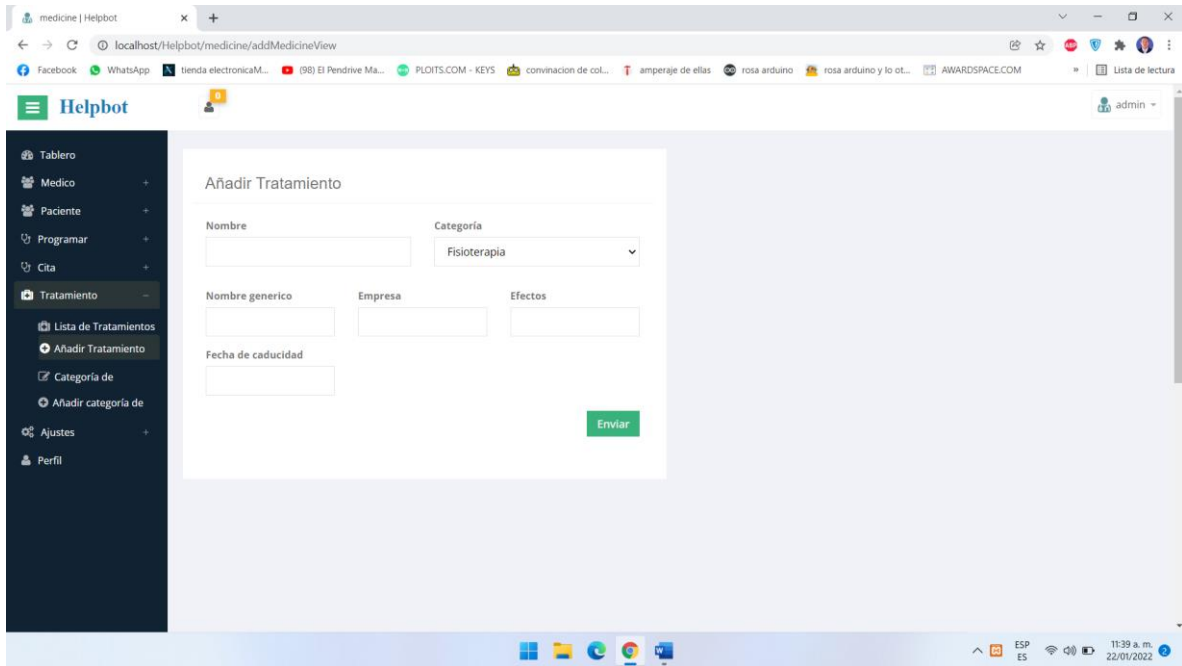 medicine | Helpbot
localhost/Helpbot/medicine/addMedicineView
Facebook WhatsApp tienda electronicaM... (98) El Pendrive Ma... PLOITS.COM - KEYS convinacion de col... amperaje de ellas rosa arduino rosa arduino y lo ot... AWARDSPACE.COM » Lista de lectura
Helpbot 0 admin
Tablero
Medico +
Paciente +
Programar +
Cita +
Tratamiento −
Lista de Tratamientos
Añadir Tratamiento
Categoría de
Añadir categoría de
Ajustes +
Perfil
Añadir Tratamiento
Nombre Categoría
Fisioterapia
Nombre generico Empresa Efectos
Fecha de caducidad
Enviar
ESP
ES
11:39 a. m.
22/01/2022
2